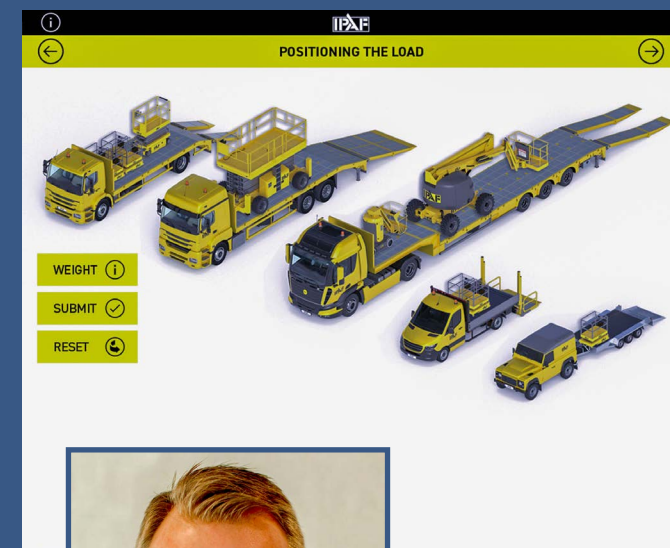 IPAF
POSITIONING THE LOAD
IPAF
WEIGHT
SUBMIT
RESET